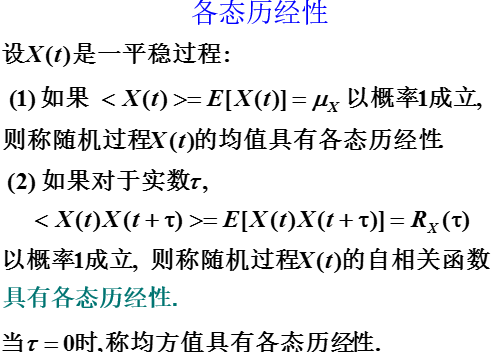 各态历经性
设X(t)是一平稳过程:
(1) 如果 < X(t) >= E[X(t)] = μ_X 以概率1成立,
则称随机过程X(t)的均值具有各态历经性
(2) 如果对于实数τ,
< X(t)X(t + τ) >= E[X(t)X(t + τ)] = R_X(τ)
以概率1成立, 则称随机过程X(t)的自相关函数
具有各态历经性.
当τ = 0时,称均方值具有各态历经性.